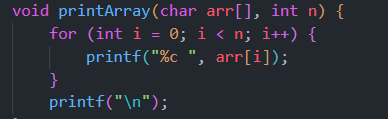 void printArray(char arr[], int n) {
    for (int i = 0; i < n; i++) {
        printf("%c ", arr[i]);
    }
    printf("\n");